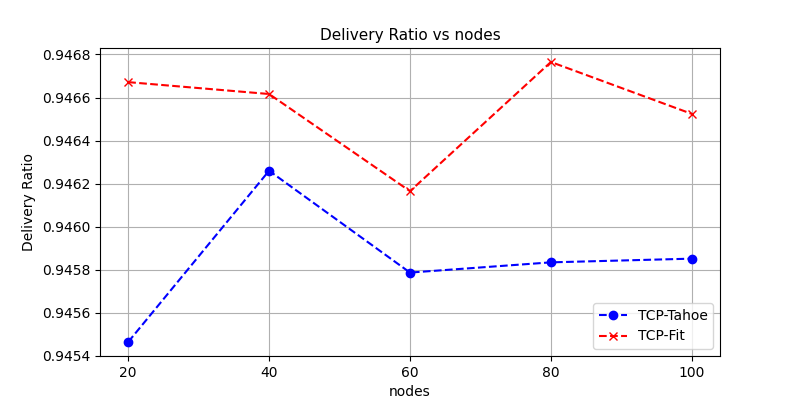 Delivery Ratio vs nodes
Delivery Ratio
0.9468
0.9466
0.9464
0.9462
0.9460
0.9458
0.9456
0.9454
20 40 60 80 100
nodes
TCP-Tahoe
TCP-Fit